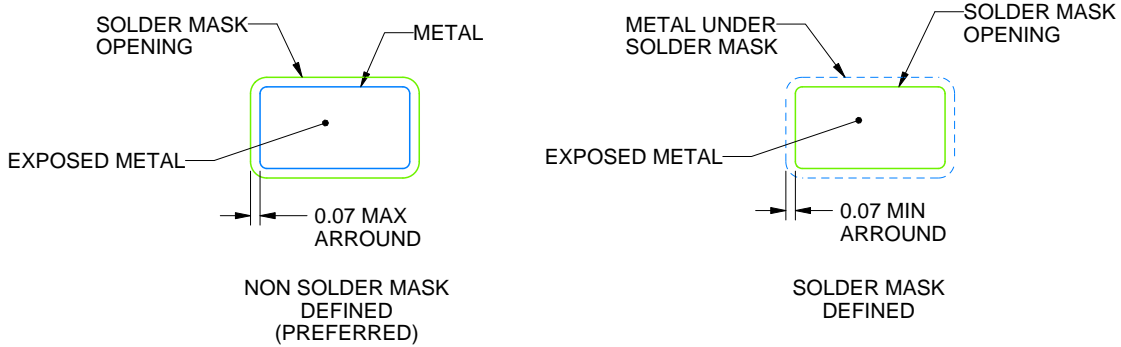 SOLDER MASK
OPENING
METAL
EXPOSED METAL
0.07 MAX
ARROUND
NON SOLDER MASK
DEFINED
(PREFERRED)
METAL UNDER
SOLDER MASK
SOLDER MASK
OPENING
EXPOSED METAL
0.07 MIN
ARROUND
SOLDER MASK
DEFINED